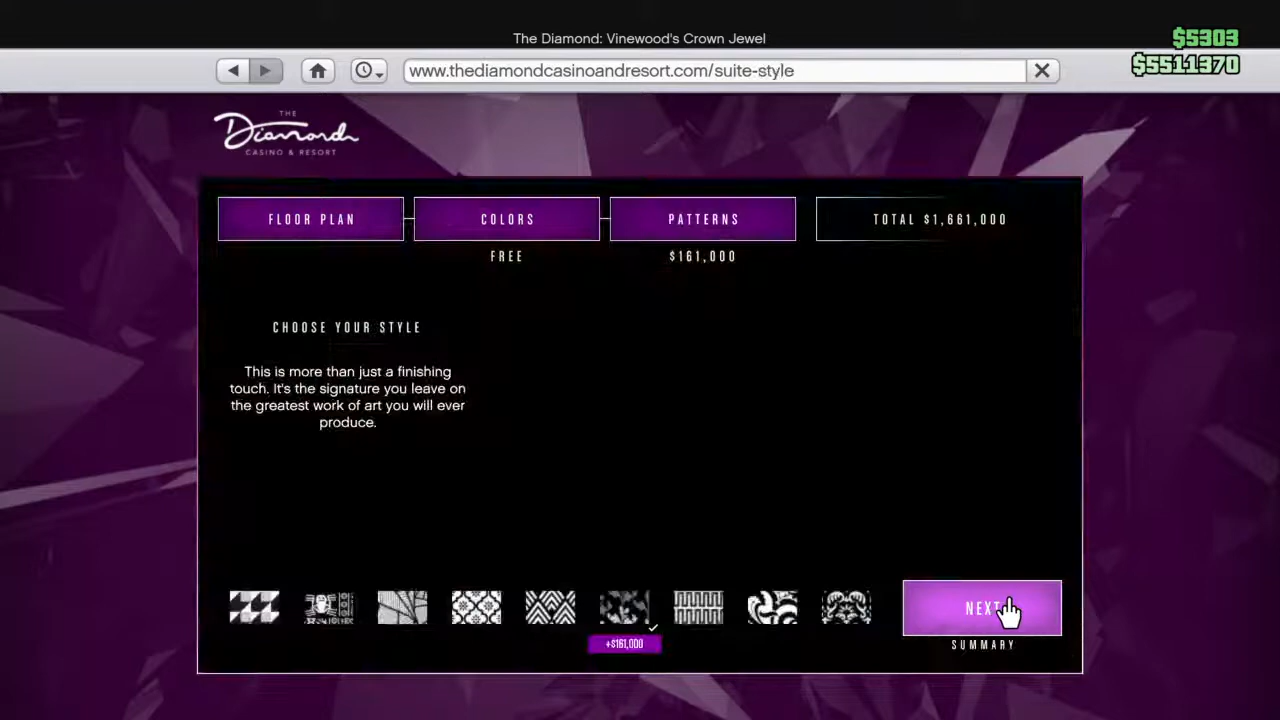 The Diamond: Vinewood's Crown Jewel
$5303
$5511370
www.thediamondcasinoandresort.com/suite-style
THE
Diamond
CASINO & RESORT
FLOOR PLAN
COLORS
PATTERNS
TOTAL $1,661,000
FREE
$161,000
CHOOSE YOUR STYLE
This is more than just a finishing
touch. It's the signature you leave on
the greatest work of art you will ever
produce.
NEXT
+$161,000
SUMMARY